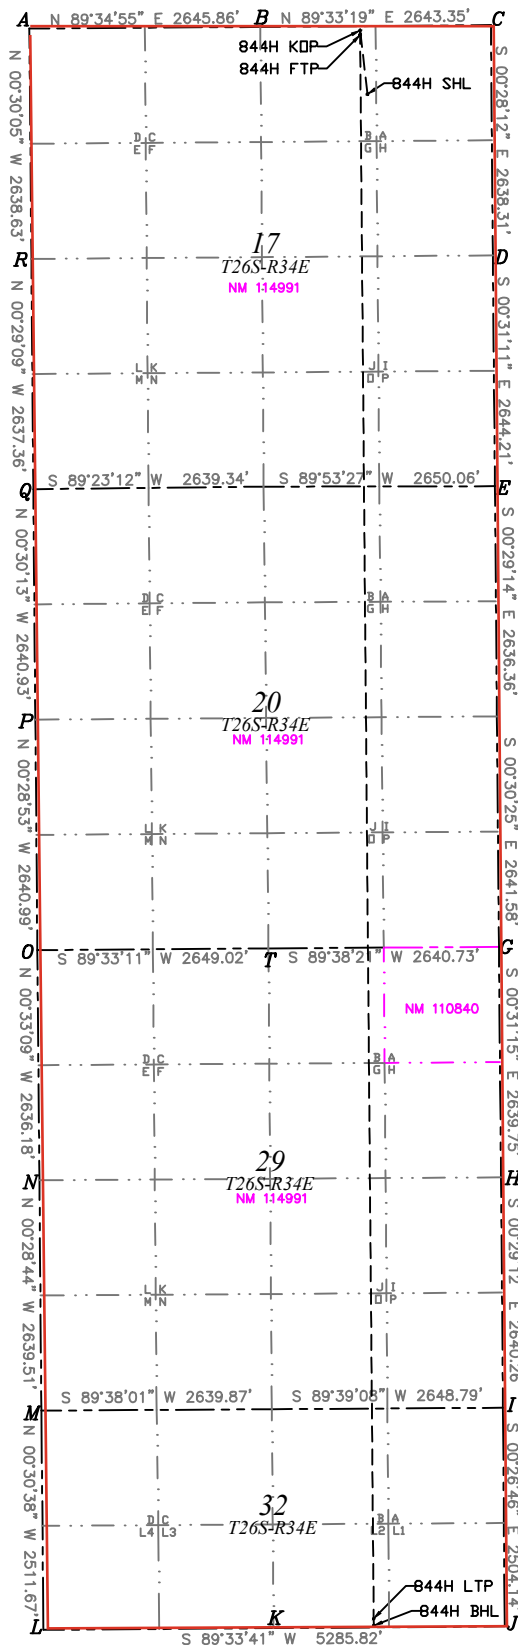 A N 89°34'55" E 2645.86' B N 89°33'19" E 2643.35' C
844H KOP
844H FTP
844H SHL
N 00°30'05" W 2638.63'
S 00°28'12" E 2638.31'
D C B A
E F G H
17
R T26S-R34E D
NM 114991
N 00°29'09" W 2637.36'
S 00°31'11" E 2644.21'
L K J I
M N O P
S 89°23'12" W 2639.34' S 89°53'27" W 2650.06'
Q E
N 00°30'13" W 2640.93'
S 00°29'14" E 2636.36'
D C B A
E F G H
20
P T26S-R34E
NM 114991
N 00°28'53" W 2640.99'
S 00°30'25" E 2641.58'
L K J I
M N O P
O G
S 89°33'11" W 2649.02' T S 89°38'21" W 2640.73'
N 00°33'09" W 2636.18'
S 00°31'15" E 2639.75'
NM 110840
D C B A
E F G H
29
N T26S-R34E H
NM 114991
N 00°28'44" W 2639.51'
S 00°29'12" E 2640.26'
L K J I
M N O P
S 89°38'01" W 2639.87' S 89°39'08" W 2648.79'
M I
N 00°30'38" W 2511.67'
S 00°26'46" E 2504.14'
32
D C B A
L4 L3 T26S-R34E L2 L1
844H LTP
844H BHL
L K J
S 89°33'41" W 5285.82'